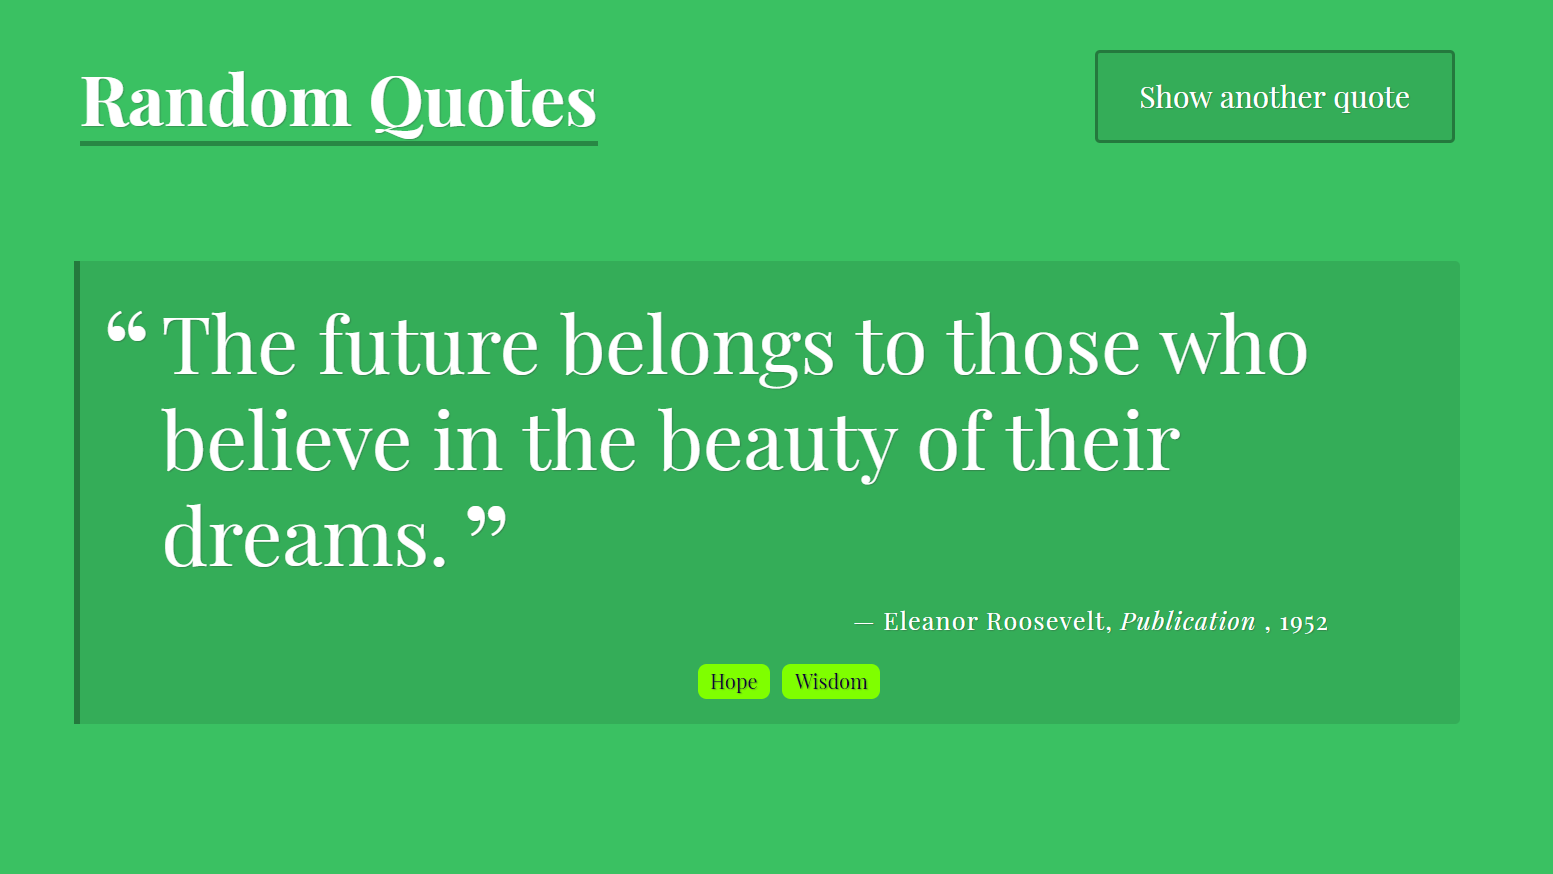 Random Quotes
Show another quote
“ The future belongs to those who
believe in the beauty of their
dreams. ”
— Eleanor Roosevelt, Publication , 1952
Hope Wisdom